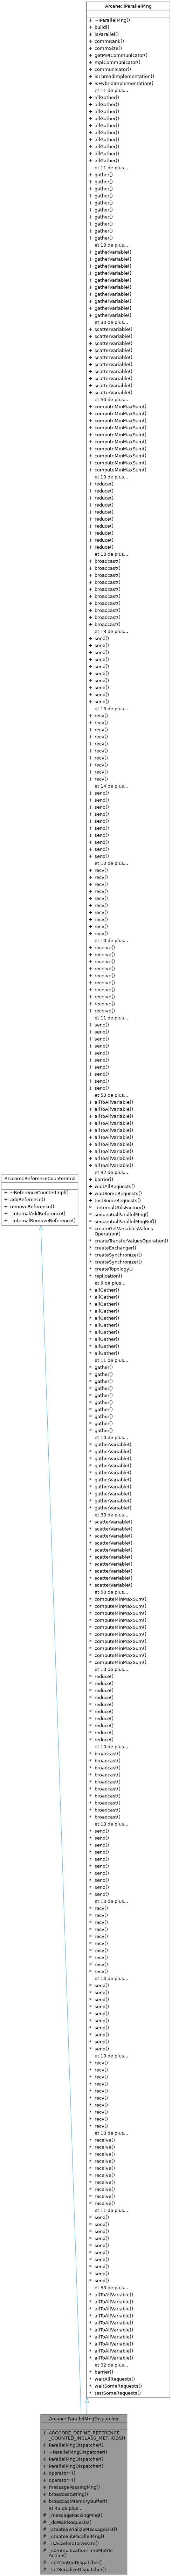 Arcane::IParallelMng
+ ~IParallelMng()
+ build()
+ isParallel()
+ commRank()
+ commSize()
+ getMPICommunicator()
+ mpiCommunicator()
+ communicator()
+ isThreadImplementation()
+ isHybridImplementation()
et 11 de plus...
+ allGather()
+ allGather()
+ allGather()
+ allGather()
+ allGather()
+ allGather()
+ allGather()
+ allGather()
+ allGather()
+ allGather()
et 11 de plus...
+ gather()
+ gather()
+ gather()
+ gather()
+ gather()
+ gather()
+ gather()
+ gather()
+ gather()
+ gather()
et 10 de plus...
+ gatherVariable()
+ gatherVariable()
+ gatherVariable()
+ gatherVariable()
+ gatherVariable()
+ gatherVariable()
+ gatherVariable()
+ gatherVariable()
+ gatherVariable()
+ gatherVariable()
et 30 de plus...
+ scatterVariable()
+ scatterVariable()
+ scatterVariable()
+ scatterVariable()
+ scatterVariable()
+ scatterVariable()
+ scatterVariable()
+ scatterVariable()
+ scatterVariable()
+ scatterVariable()
et 50 de plus...
+ computeMinMaxSum()
+ computeMinMaxSum()
+ computeMinMaxSum()
+ computeMinMaxSum()
+ computeMinMaxSum()
+ computeMinMaxSum()
+ computeMinMaxSum()
+ computeMinMaxSum()
+ computeMinMaxSum()
+ computeMinMaxSum()
et 10 de plus...
+ reduce()
+ reduce()
+ reduce()
+ reduce()
+ reduce()
+ reduce()
+ reduce()
+ reduce()
+ reduce()
+ reduce()
et 10 de plus...
+ broadcast()
+ broadcast()
+ broadcast()
+ broadcast()
+ broadcast()
+ broadcast()
+ broadcast()
+ broadcast()
+ broadcast()
+ broadcast()
et 13 de plus...
+ send()
+ send()
+ send()
+ send()
+ send()
+ send()
+ send()
+ send()
+ send()
+ send()
et 13 de plus...
+ recv()
+ recv()
+ recv()
+ recv()
+ recv()
+ recv()
+ recv()
+ recv()
+ recv()
+ recv()
et 14 de plus...
+ send()
+ send()
+ send()
+ send()
+ send()
+ send()
+ send()
+ send()
+ send()
+ send()
et 10 de plus...
+ recv()
+ recv()
+ recv()
+ recv()
+ recv()
+ recv()
+ recv()
+ recv()
+ recv()
+ recv()
et 10 de plus...
+ receive()
+ receive()
+ receive()
+ receive()
+ receive()
+ receive()
+ receive()
+ receive()
+ receive()
+ receive()
et 11 de plus...
+ send()
+ send()
+ send()
+ send()
+ send()
+ send()
+ send()
+ send()
+ send()
+ send()
et 53 de plus...
+ allToAllVariable()
+ allToAllVariable()
+ allToAllVariable()
+ allToAllVariable()
+ allToAllVariable()
+ allToAllVariable()
+ allToAllVariable()
+ allToAllVariable()
+ allToAllVariable()
+ allToAllVariable()
et 32 de plus...
+ barrier()
+ waitAllRequests()
+ waitSomeRequests()
+ testSomeRequests()
+ _internalUtilsFactory()
+ sequentialParallelMng()
+ sequentialParallelMngRef()
+ createGetVariablesValues
Operation()
+ createTransferValuesOperation()
+ createExchanger()
+ createSynchronizer()
+ createSynchronizer()
+ createTopology()
+ replication()
et 9 de plus...
* allGather()
* allGather()
* allGather()
* allGather()
* allGather()
* allGather()
* allGather()
* allGather()
* allGather()
* allGather()
et 11 de plus...
* gather()
* gather()
* gather()
* gather()
* gather()
* gather()
* gather()
* gather()
* gather()
* gather()
et 10 de plus...
* gatherVariable()
* gatherVariable()
* gatherVariable()
* gatherVariable()
* gatherVariable()
* gatherVariable()
* gatherVariable()
* gatherVariable()
* gatherVariable()
* gatherVariable()
et 30 de plus...
* scatterVariable()
* scatterVariable()
* scatterVariable()
* scatterVariable()
* scatterVariable()
* scatterVariable()
* scatterVariable()
* scatterVariable()
* scatterVariable()
* scatterVariable()
et 50 de plus...
* computeMinMaxSum()
* computeMinMaxSum()
* computeMinMaxSum()
* computeMinMaxSum()
* computeMinMaxSum()
* computeMinMaxSum()
* computeMinMaxSum()
* computeMinMaxSum()
* computeMinMaxSum()
* computeMinMaxSum()
et 10 de plus...
* reduce()
* reduce()
* reduce()
* reduce()
* reduce()
* reduce()
* reduce()
* reduce()
* reduce()
* reduce()
et 10 de plus...
* broadcast()
* broadcast()
* broadcast()
* broadcast()
* broadcast()
* broadcast()
* broadcast()
* broadcast()
* broadcast()
* broadcast()
et 13 de plus...
* send()
* send()
* send()
* send()
* send()
* send()
* send()
* send()
* send()
* send()
et 13 de plus...
* recv()
* recv()
* recv()
* recv()
* recv()
* recv()
* recv()
* recv()
* recv()
* recv()
et 14 de plus...
* send()
* send()
* send()
* send()
* send()
* send()
* send()
* send()
* send()
* send()
et 10 de plus...
* recv()
* recv()
* recv()
* recv()
* recv()
* recv()
* recv()
* recv()
* recv()
* recv()
et 10 de plus...
* receive()
* receive()
* receive()
* receive()
* receive()
* receive()
* receive()
* receive()
* receive()
* receive()
et 11 de plus...
* send()
* send()
* send()
* send()
* send()
* send()
* send()
* send()
* send()
* send()
et 53 de plus...
* allToAllVariable()
* allToAllVariable()
* allToAllVariable()
* allToAllVariable()
* allToAllVariable()
* allToAllVariable()
* allToAllVariable()
* allToAllVariable()
* allToAllVariable()
* allToAllVariable()
et 32 de plus...
* barrier()
* waitAllRequests()
* waitSomeRequests()
* testSomeRequests()
Arccore::ReferenceCounterImpl
+ ~ReferenceCounterImpl()
+ addReference()
+ removeReference()
+ _internalAddReference()
+ _internalRemoveReference()
Arcane::ParallelMngDispatcher
+ ARCCORE_DEFINE_REFERENCE
_COUNTED_INCLASS_METHODS()
+ ParallelMngDispatcher()
+ ~ParallelMngDispatcher()
+ ParallelMngDispatcher()
+ ParallelMngDispatcher()
+ operator=()
+ operator=()
+ messagePassingMng()
+ broadcastString()
+ broadcastMemoryBuffer()
et 43 de plus...
# _messagePassingMng()
# _doWaitRequests()
# _createSerializeMessageList()
# _createSubParallelMng()
# _isAcceleratorAware()
# _communicationTimeMetric
Action()
# _setControlDispatcher()
# _setSerializeDispatcher()